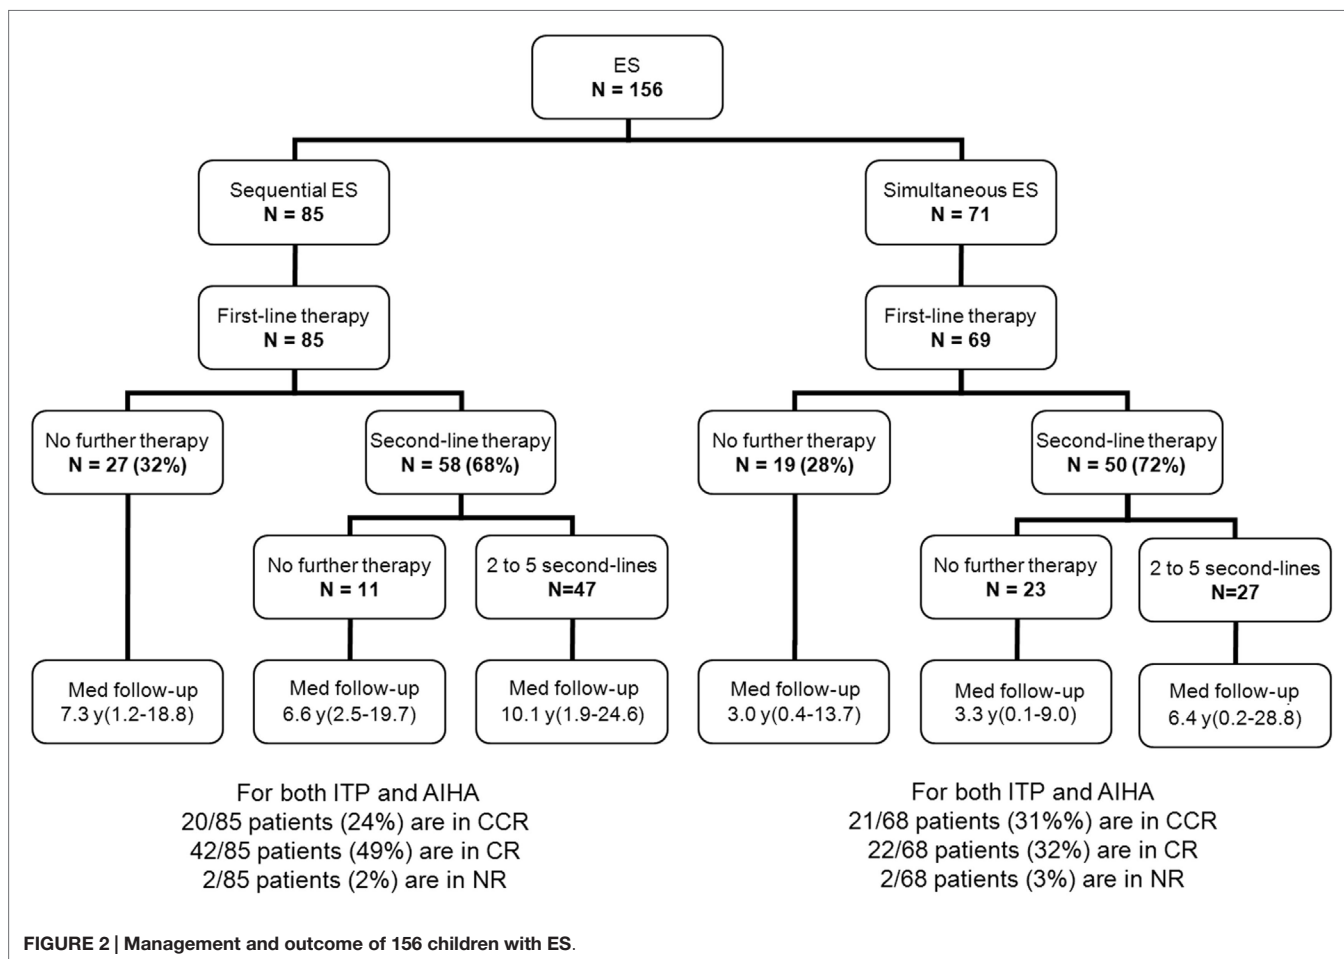 ES
N = 156
Sequential ES
N = 85
Simultaneous ES
N = 71
First-line therapy
N = 85
First-line therapy
N = 69
No further therapy
N = 27 (32%)
Second-line therapy
N = 58 (68%)
No further therapy
N = 19 (28%)
Second-line therapy
N = 50 (72%)
No further therapy
N = 11
2 to 5 second-lines
N=47
No further therapy
N = 23
2 to 5 second-lines
N=27
Med follow-up
7.3 y(1.2-18.8)
Med follow-up
6.6 y(2.5-19.7)
Med follow-up
10.1 y(1.9-24.6)
Med follow-up
3.0 y(0.4-13.7)
Med follow-up
3.3 y(0.1-9.0)
Med follow-up
6.4 y(0.2-28.8)
For both ITP and AIHA
20/85 patients (24%) are in CCR
42/85 patients (49%) are in CR
2/85 patients (2%) are in NR
For both ITP and AIHA
21/68 patients (31%%) are in CCR
22/68 patients (32%) are in CR
2/68 patients (3%) are in NR
FIGURE 2 | Management and outcome of 156 children with ES.